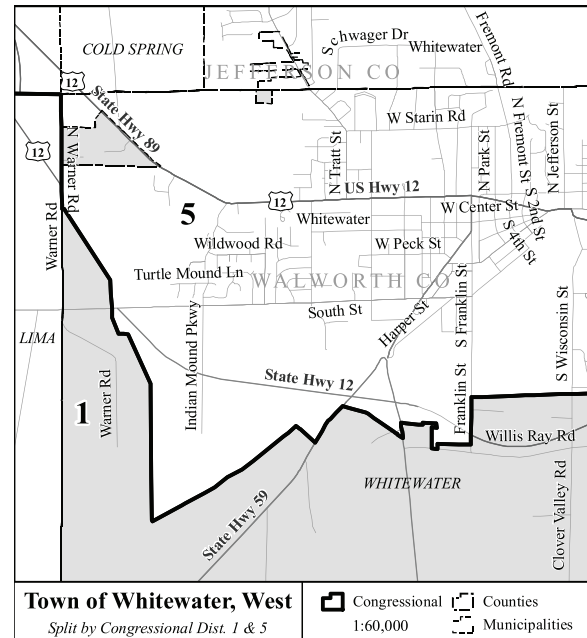 COLD SPRING
Schwager Dr
Whitewater
Fremont Rd
JEFFERSON CO
12
State Hwy 89
W Starin Rd
N Fremont St
N Jefferson St
12
N Warner Rd
N Tratt St
N Park St
US Hwy 12
12
5
Whitewater
W Center St
S 2nd St
Warner Rd
Wildwood Rd
W Peck St
S 4th St
Turtle Mound Ln
WALWORTH CO
South St
Harper St
S Franklin St
S Wisconsin St
LIMA
Indian Mound Pkwy
State Hwy 12
1
Warner Rd
Franklin St
Willis Ray Rd
WHITEWATER
State Hwy 59
Clover Valley Rd
Town of Whitewater, West
Split by Congressional Dist. 1 & 5
Congressional
1:60,000
Counties
Municipalities